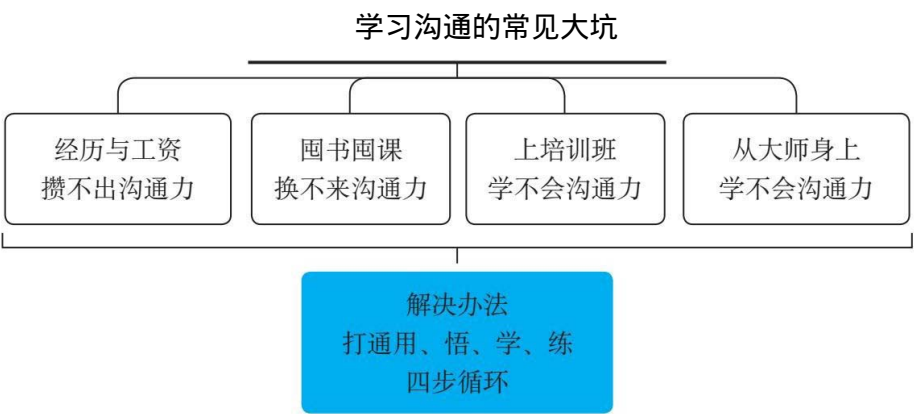 学习沟通的常见大坑
经历与工资
攒不出沟通力
囤书囤课
换不来沟通力
上培训班
学不会沟通力
从大师身上
学不会沟通力
解决办法
打通用、悟、学、练
四步循环